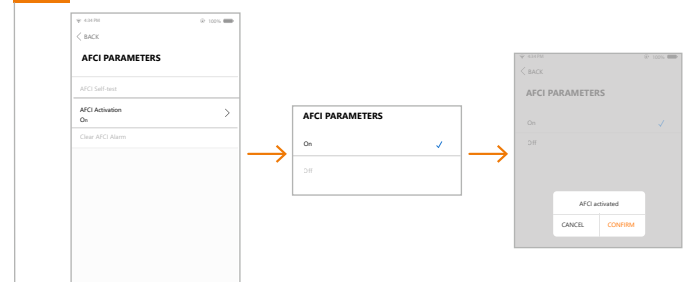 4:34 PM
100%
BACK
AFCI PARAMETERS
AFCI Self-test
AFCI Activation
On
Clear AFCI Alarm
AFCI PARAMETERS
On
Off
100%
BACK
AFCI PARAMETERS
On
Off
AFCI activated
CANCEL
CONFIRM